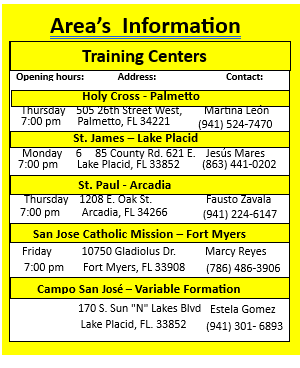 Area's  Information
Training Centers
Opening hours: Address: Contact:
Holy Cross - Palmetto
Thursday 505 26th Street West, Martina León
7:00 pm Palmetto, FL 34221 (941) 524-7470
St. James – Lake Placid
Monday 6 85 County Rd. 621 E. Jesús Mares
7:00 pm Lake Placid, FL 33852 (863) 441-0202
St. Paul - Arcadia
Thursday 1208 E. Oak St. Fausto Zavala
7:00 pm Arcadia, FL 34266 (941) 224-6147
San Jose Catholic Mission – Fort Myers
Friday 10750 Gladiolus Dr. Marcy Reyes
7:00 pm Fort Myers, FL 33908 (786) 486-3906
Campo San José – Variable Formation
170 S. Sun "N" Lakes Blvd Estela Gomez
Lake Placid, FL. 33852 (941) 301- 6893